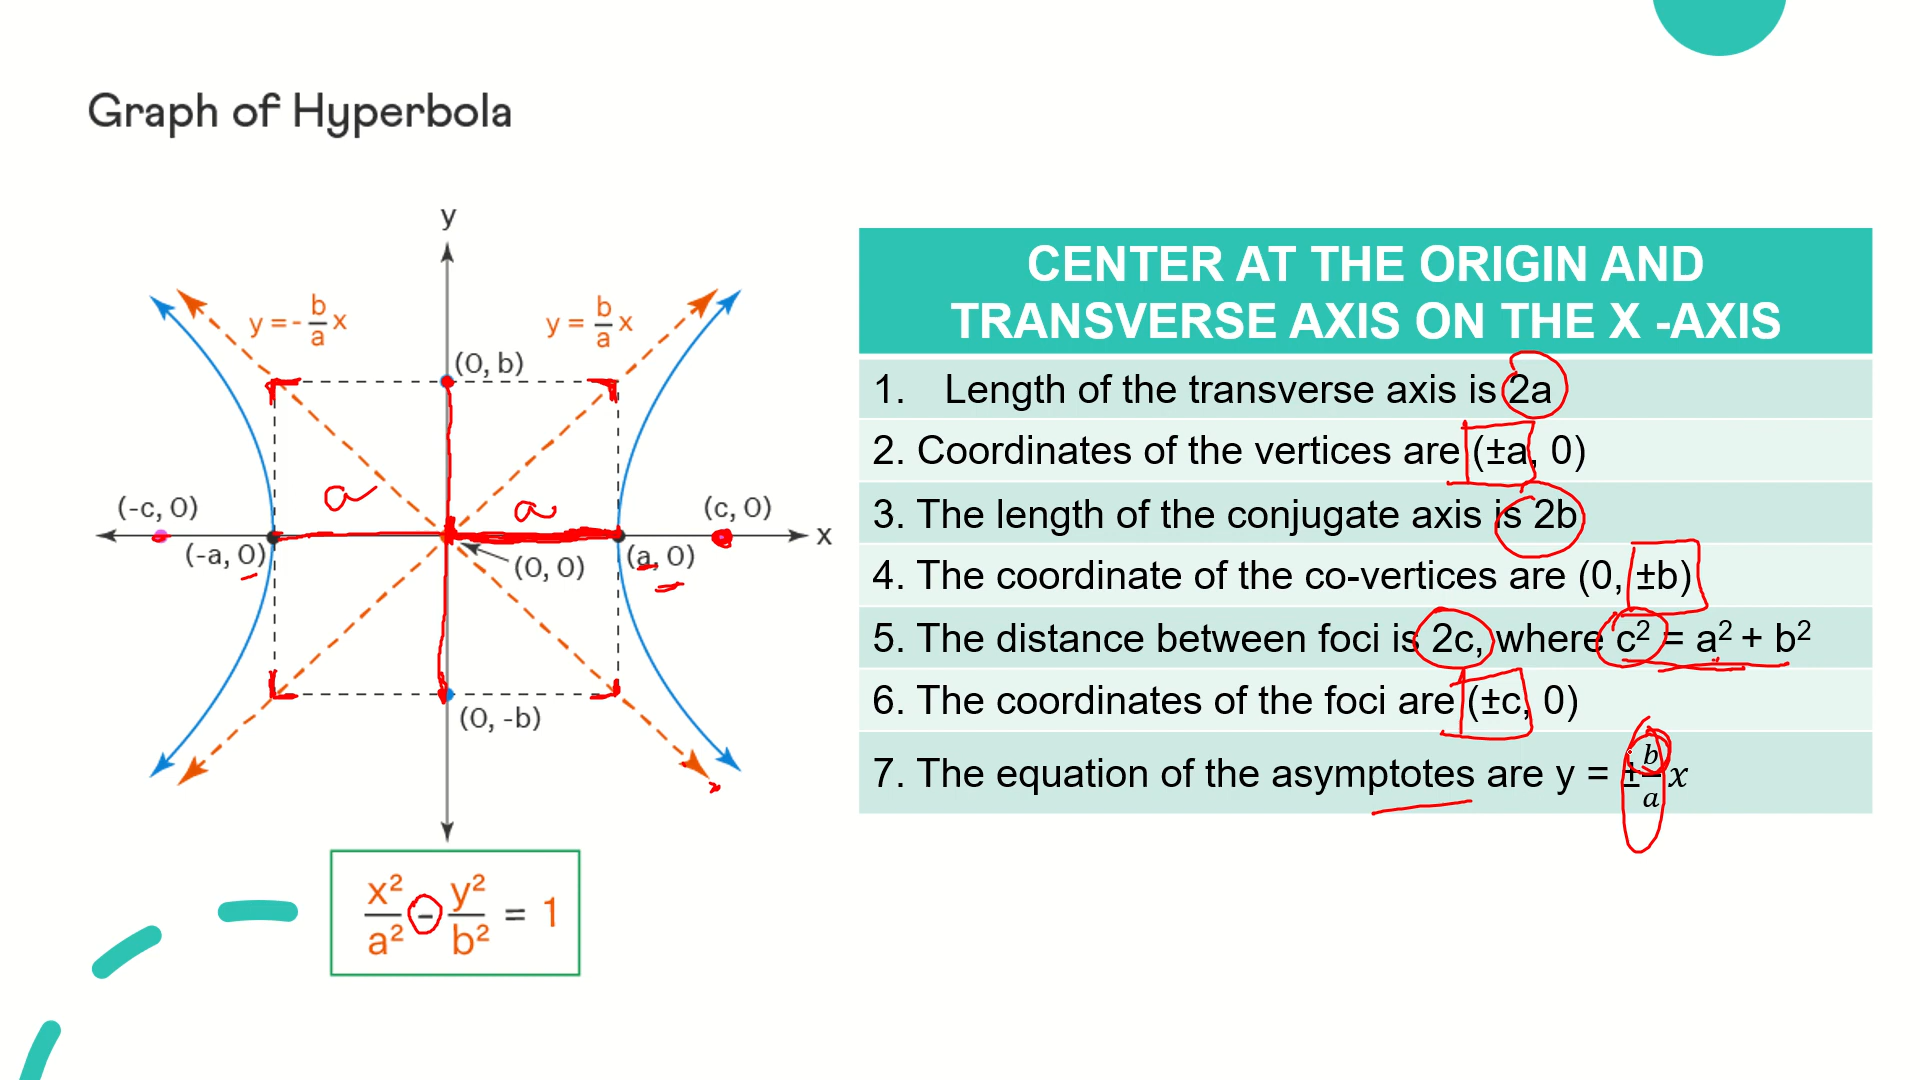 Graph of Hyperbola
y
y = - b/a x
y = b/a x
(0, b)
a
a
(-c, 0)
(c, 0)
x
(-a, 0)
(0, 0)
(a, 0)
(0, -b)
x²/a² - y²/b² = 1
CENTER AT THE ORIGIN AND
TRANSVERSE AXIS ON THE X -AXIS
1. Length of the transverse axis is 2a
2. Coordinates of the vertices are (±a, 0)
3. The length of the conjugate axis is 2b
4. The coordinate of the co-vertices are (0, ±b)
5. The distance between foci is 2c, where c² = a² + b²
6. The coordinates of the foci are (±c, 0)
7. The equation of the asymptotes are y = ± b/a x